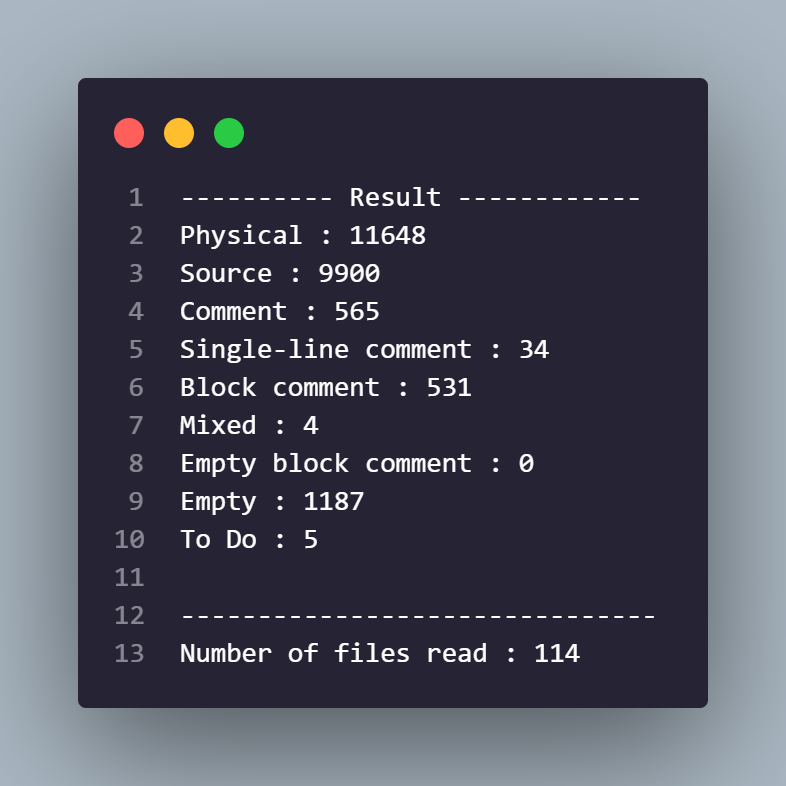 1 ---------- Result ------------
2 Physical : 11648
3 Source : 9900
4 Comment : 565
5 Single-line comment : 34
6 Block comment : 531
7 Mixed : 4
8 Empty block comment : 0
9 Empty : 1187
10 To Do : 5
11
12 -------------------------------
13 Number of files read : 114